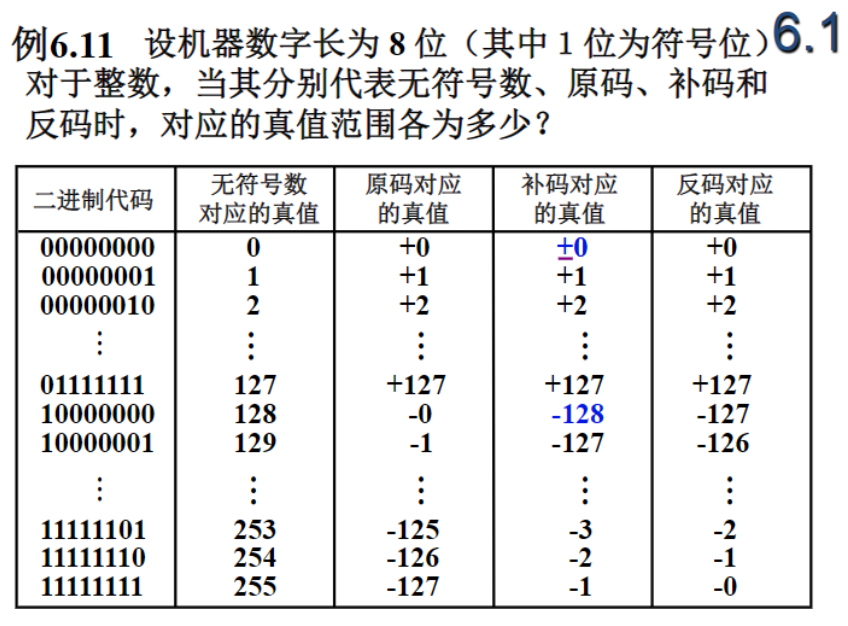 例6.11 设机器数字长为 8 位（其中 1 位为符号位） 6.1
对于整数，当其分别代表无符号数、原码、补码和
反码时，对应的真值范围各为多少？
二进制代码 无符号数对应的真值 原码对应的真值 补码对应的真值 反码对应的真值
00000000 0 +0 ±0 +0
00000001 1 +1 +1 +1
00000010 2 +2 +2 +2
⋮ ⋮ ⋮ ⋮ ⋮
01111111 127 +127 +127 +127
10000000 128 -0 -128 -127
10000001 129 -1 -127 -126
⋮ ⋮ ⋮ ⋮ ⋮
11111101 253 -125 -3 -2
11111110 254 -126 -2 -1
11111111 255 -127 -1 -0